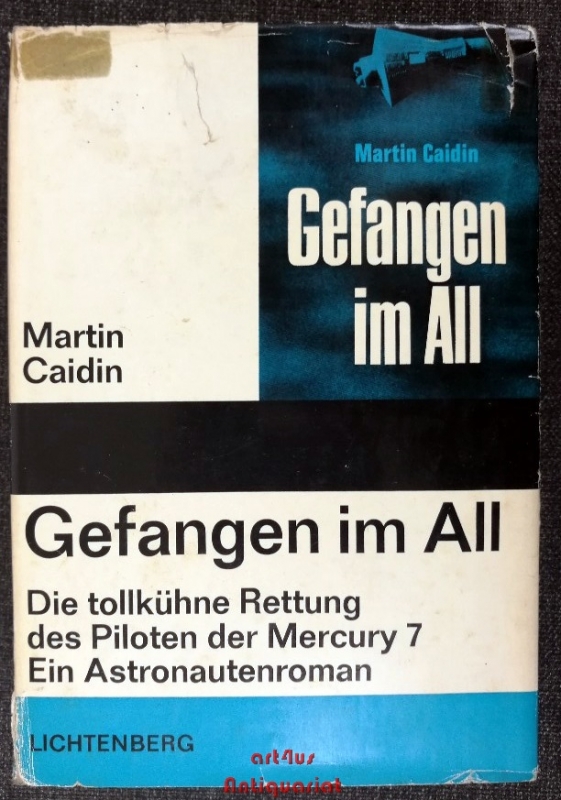 Martin Caidin
Gefangen
im All
Martin
Caidin
Gefangen im All
Die tollkühne Rettung
des Piloten der Mercury 7
Ein Astronautenroman
LICHTENBERG
art4us
Antiquariat